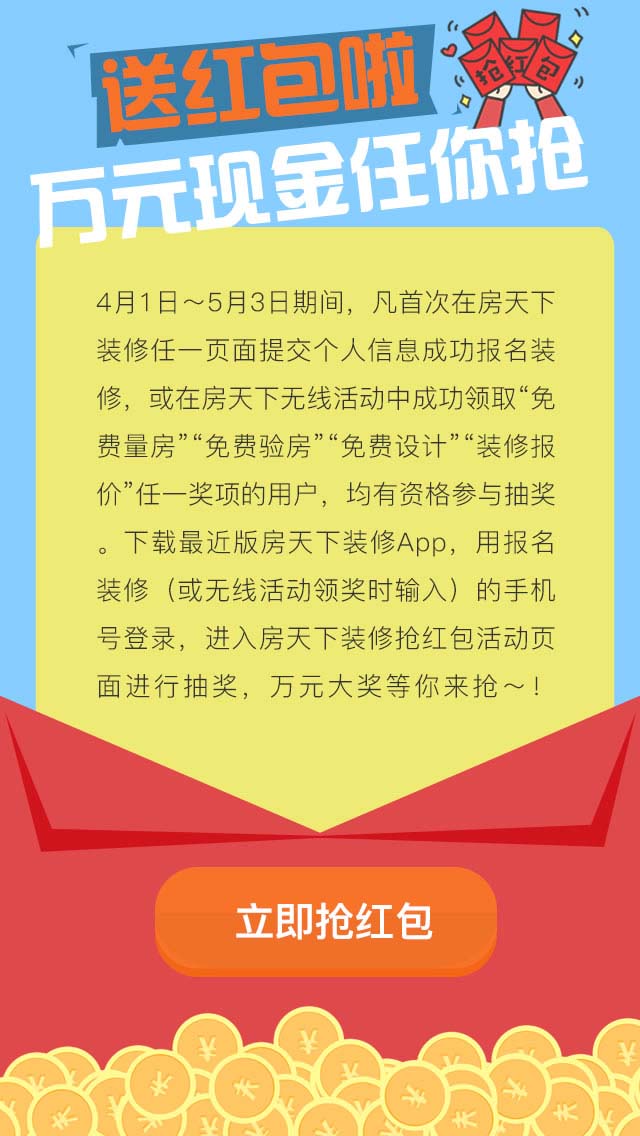 送红包啦
抢红包
万元现金任你抢
4月1日～5月3日期间，凡首次在房天下
装修任一页面提交个人信息成功报名装
修，或在房天下无线活动中成功领取“免
费量房”“免费验房”“免费设计”“装修报
价”任一奖项的用户，均有资格参与抽奖
。下载最近版房天下装修App，用报名
装修（或无线活动领奖时输入）的手机
号登录，进入房天下装修抢红包活动页
面进行抽奖，万元大奖等你来抢～！
立即抢红包